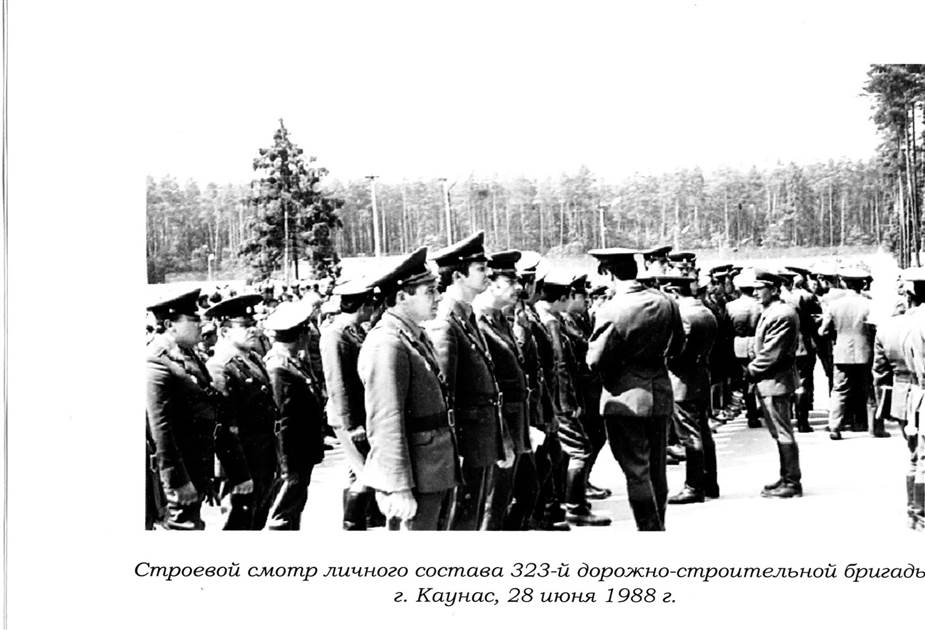 Строевой смотр личного состава 323-й дорожно-строительной бригады
г. Каунас, 28 июня 1988 г.